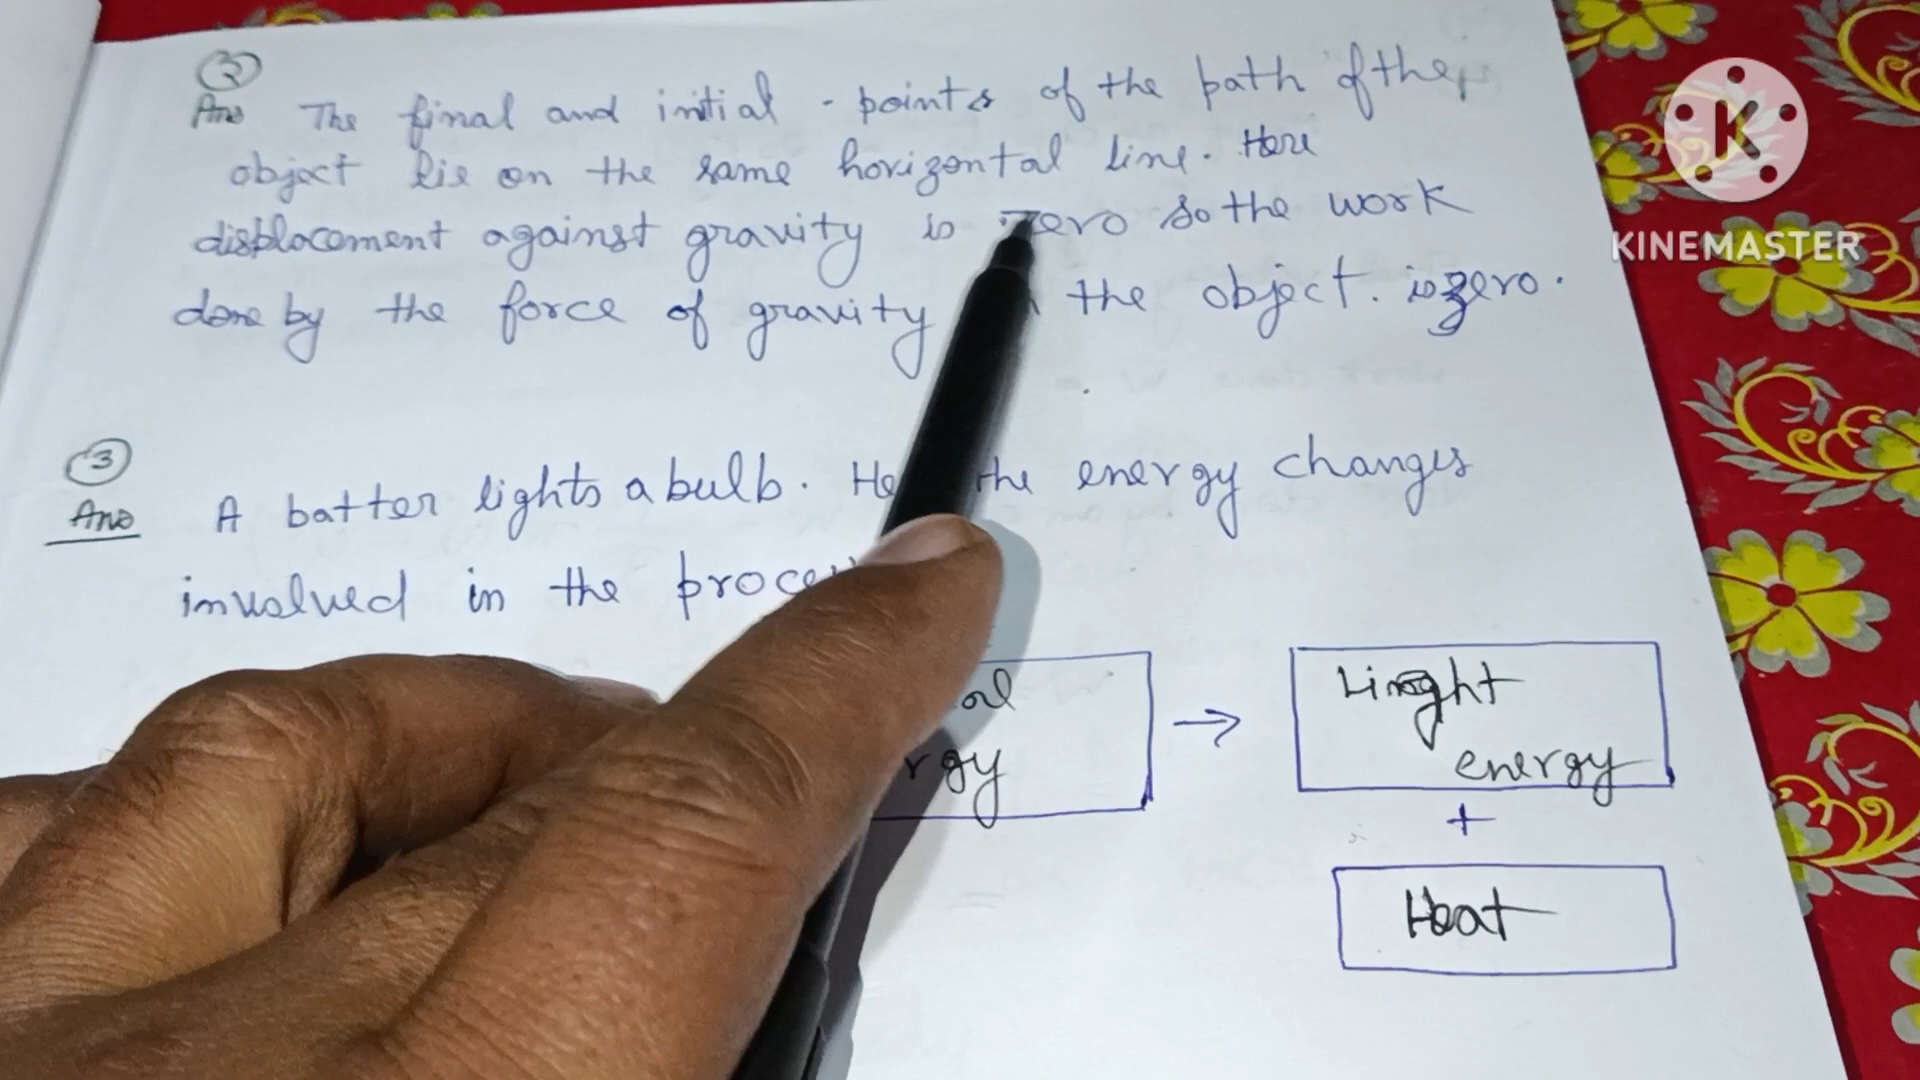 2
Ans The final and initial - points of the path of the
object lie on the same horizontal line. Here
displacement against gravity is zero so the work
done by the force of gravity the object. is zero.
3
Ans A batter lights a bulb. the energy changes
involved in the
Linght
energy
+
Heat
K
KINEMASTER